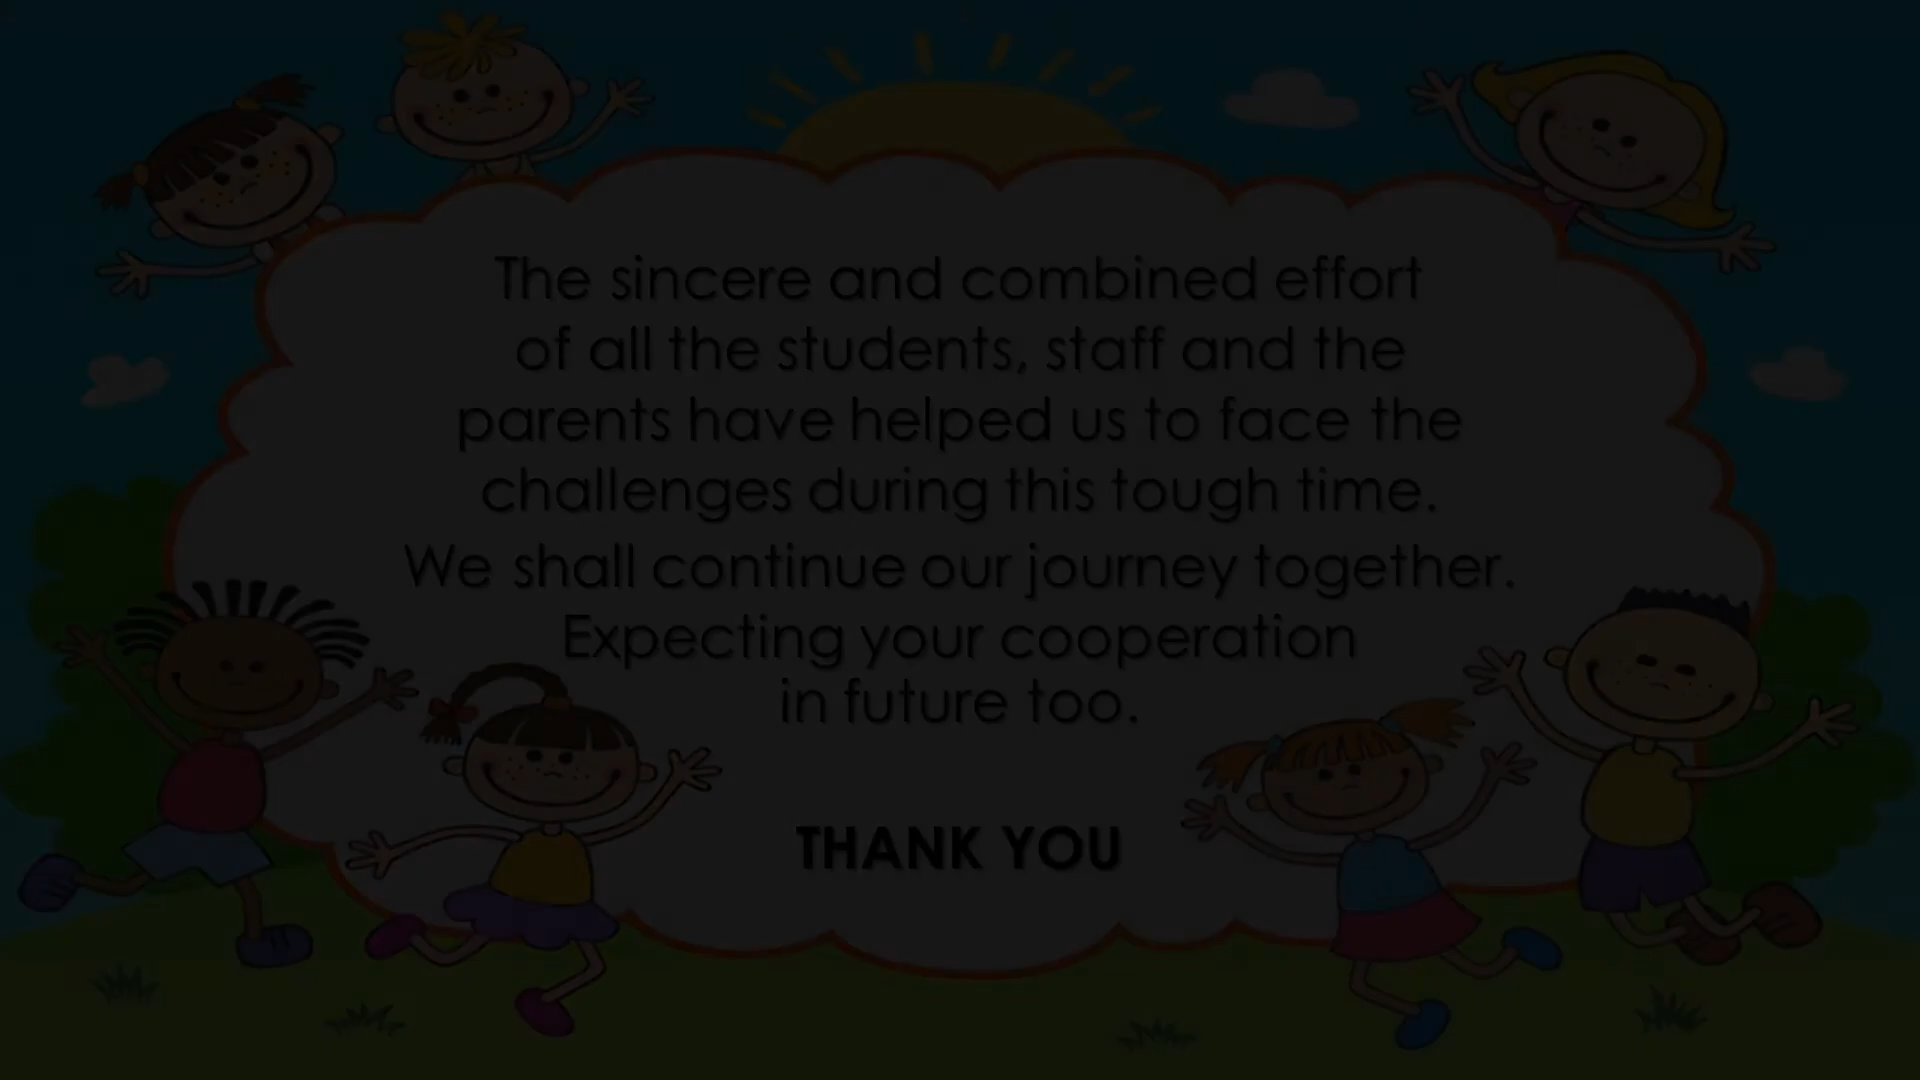 The sincere and combined effort
of all the students, staff and the
parents have helped us to face the
challenges during this tough time.
We shall continue our journey together.
Expecting your cooperation
in future too.
THANK YOU